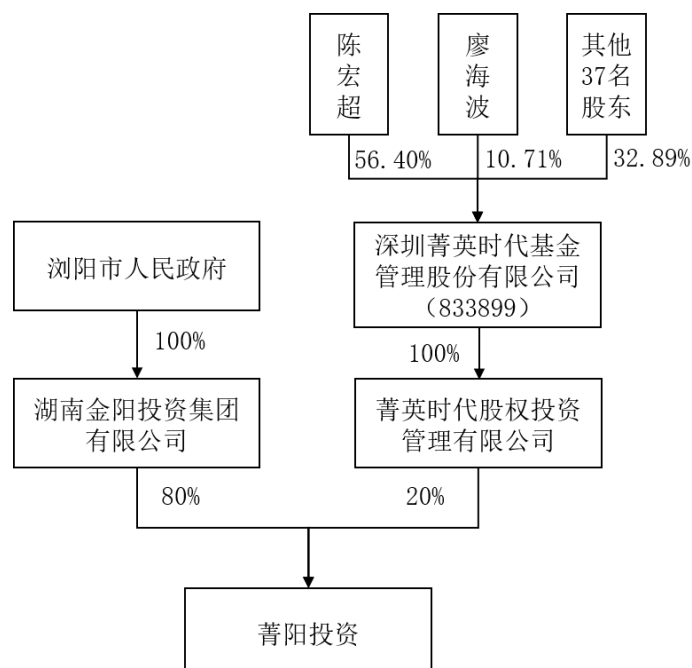 陈
宏
超
廖
海
波
其他
37名
股东
56.40%
10.71%
32.89%
浏阳市人民政府
深圳菁英时代基金
管理股份有限公司
（833899）
100%
100%
湖南金阳投资集团
有限公司
菁英时代股权投资
管理有限公司
80%
20%
菁阳投资